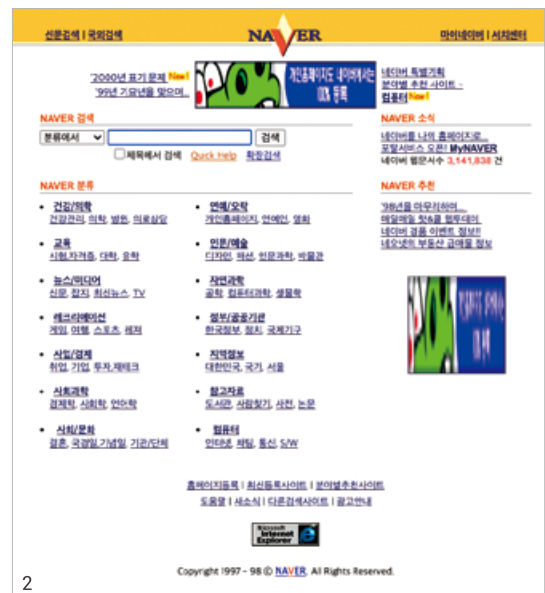 신문검색 | 국외검색
NAVER
마이네이버 | 서치센터
'2000년 표기 문제 New!
'99년 기묘년을 맞으며...
개인홈페이지도 네이버에서는
100% 등록
네이버 특별기획
분야별 추천 사이트 -
컴퓨터 New!
NAVER 검색
분류에서 검색
제목에서 검색 Quick Help 확장검색
NAVER 소식
네이버를 나의 홈페이지로...
포탈서비스 오픈! MyNAVER
네이버 웹문서수 3,141,838 건
NAVER 분류
건강/의학
건강관리, 의학, 병원, 의료상담
교육
시험,자격증, 대학, 유학
뉴스/미디어
신문, 잡지, 최신뉴스, TV
레크리에이션
게임, 여행, 스포츠, 레져
사업/경제
취업, 기업, 투자,재테크
사회과학
경제학, 사회학, 언어학
사회/문화
결혼, 국경일,기념일, 기관/단체
연예/오락
개인홈페이지, 연예인, 영화
인문/예술
디자인, 패션, 인문과학, 박물관
자연과학
공학, 컴퓨터과학, 생물학
정부/공공기관
한국정부, 정치, 국제기구
지역정보
대한민국, 국가, 서울
참고자료
도서관, 사람찾기, 사전, 논문
컴퓨터
인터넷, 채팅, 통신, S/W
NAVER 추천
'98년을 마무리하며...
매일매일 핫&쿨 웹투데이
네이버 경품 이벤트 정보!!
네오넷의 부동산 급매물 정보
홈페이지등록 | 최신등록사이트 | 분야별추천사이트
도움말 | 새소식 | 다른검색사이트 | 광고안내
Microsoft
Internet
Explorer
Copyright 1997 - 98 © NAVER, All Rights Reserved.
2